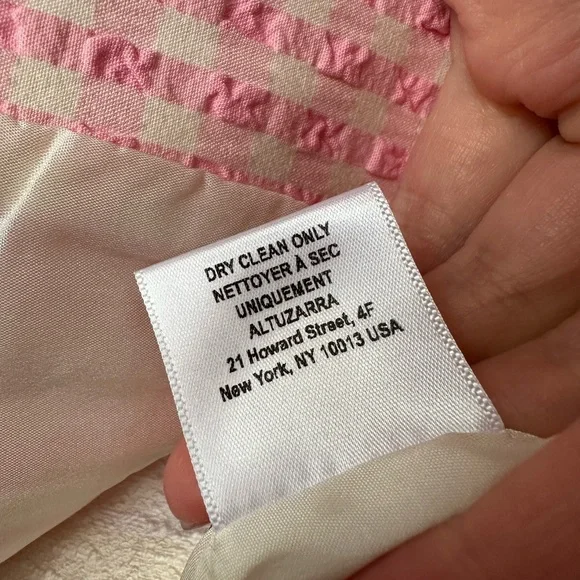 DRY CLEAN ONLY
NETTOYER À SEC
UNIQUEMENT
ALTUZARRA
21 Howard Street, 4F
New York, NY 10013 USA